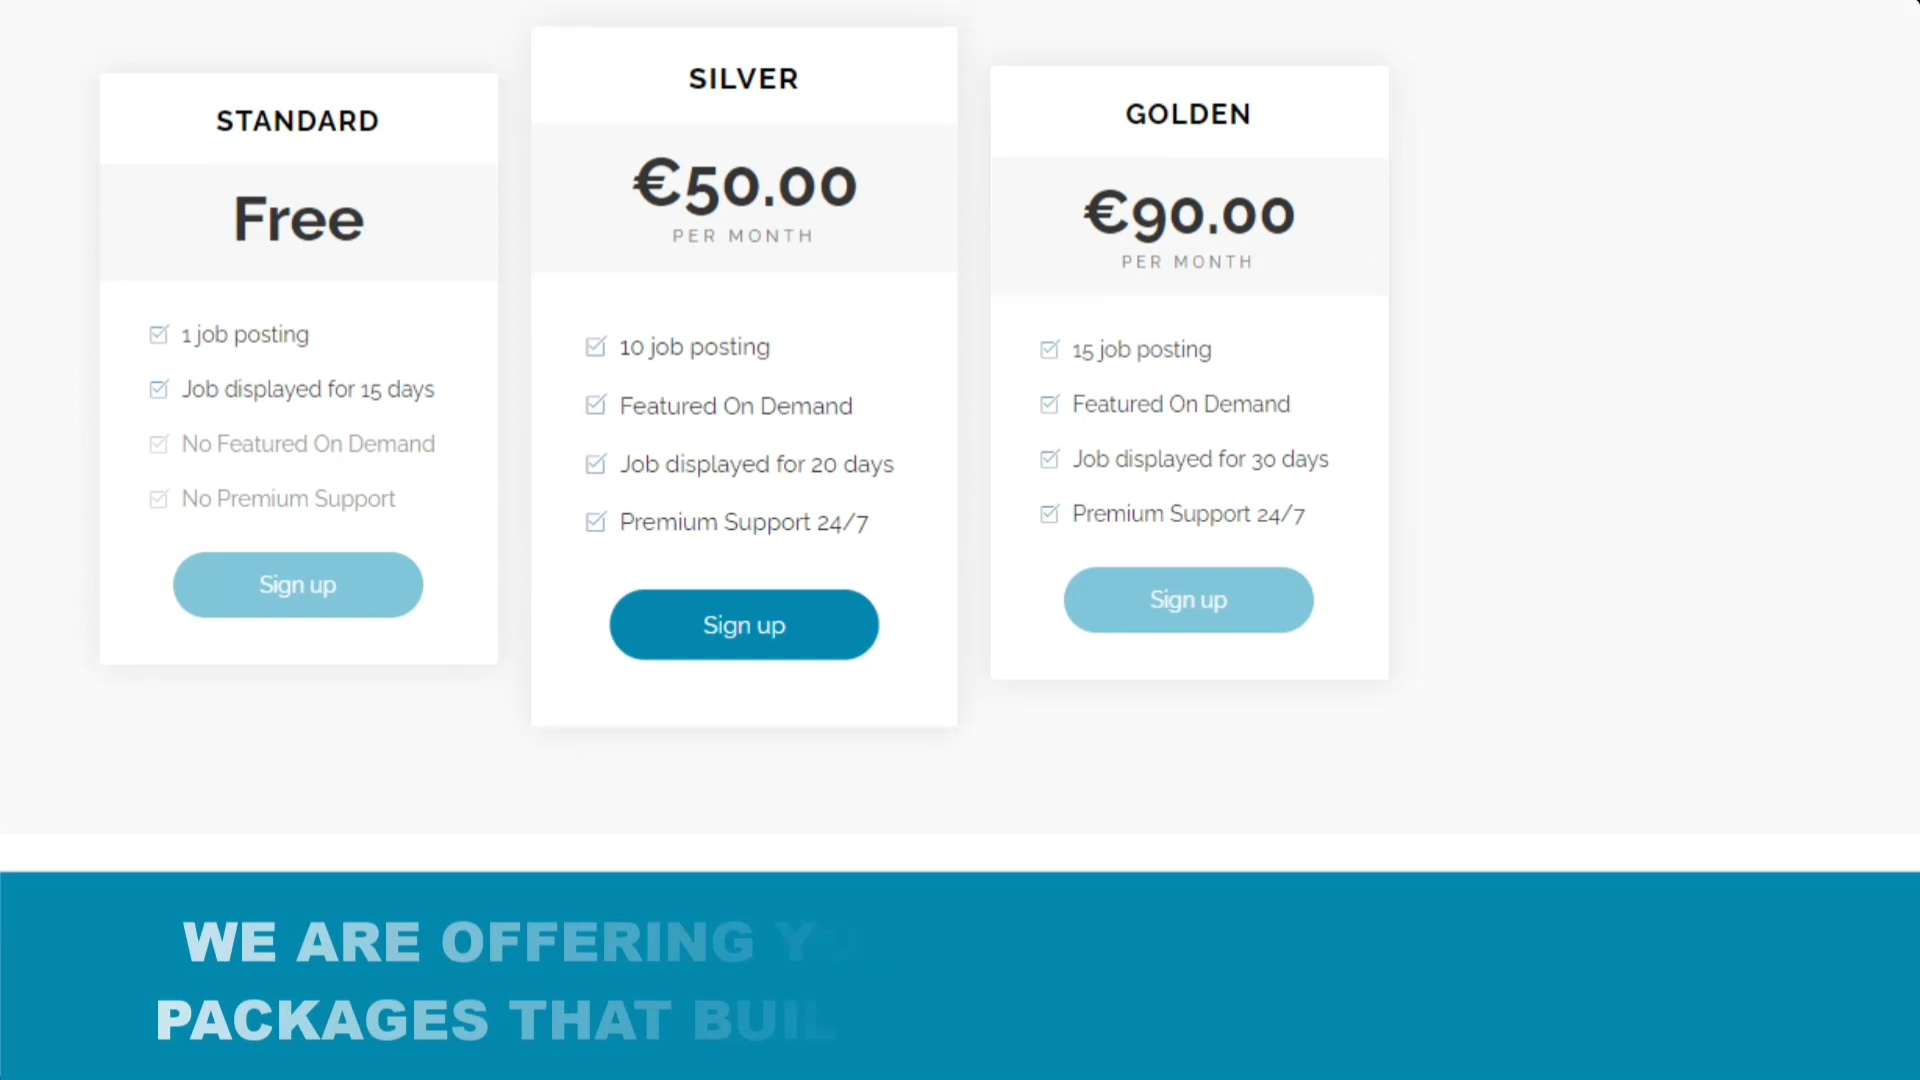 STANDARD
Free
1 job posting
Job displayed for 15 days
No Featured On Demand
No Premium Support
Sign up
SILVER
€50.00
PER MONTH
10 job posting
Featured On Demand
Job displayed for 20 days
Premium Support 24/7
Sign up
GOLDEN
€90.00
PER MONTH
15 job posting
Featured On Demand
Job displayed for 30 days
Premium Support 24/7
Sign up
WE ARE OFFERING
PACKAGES THAT